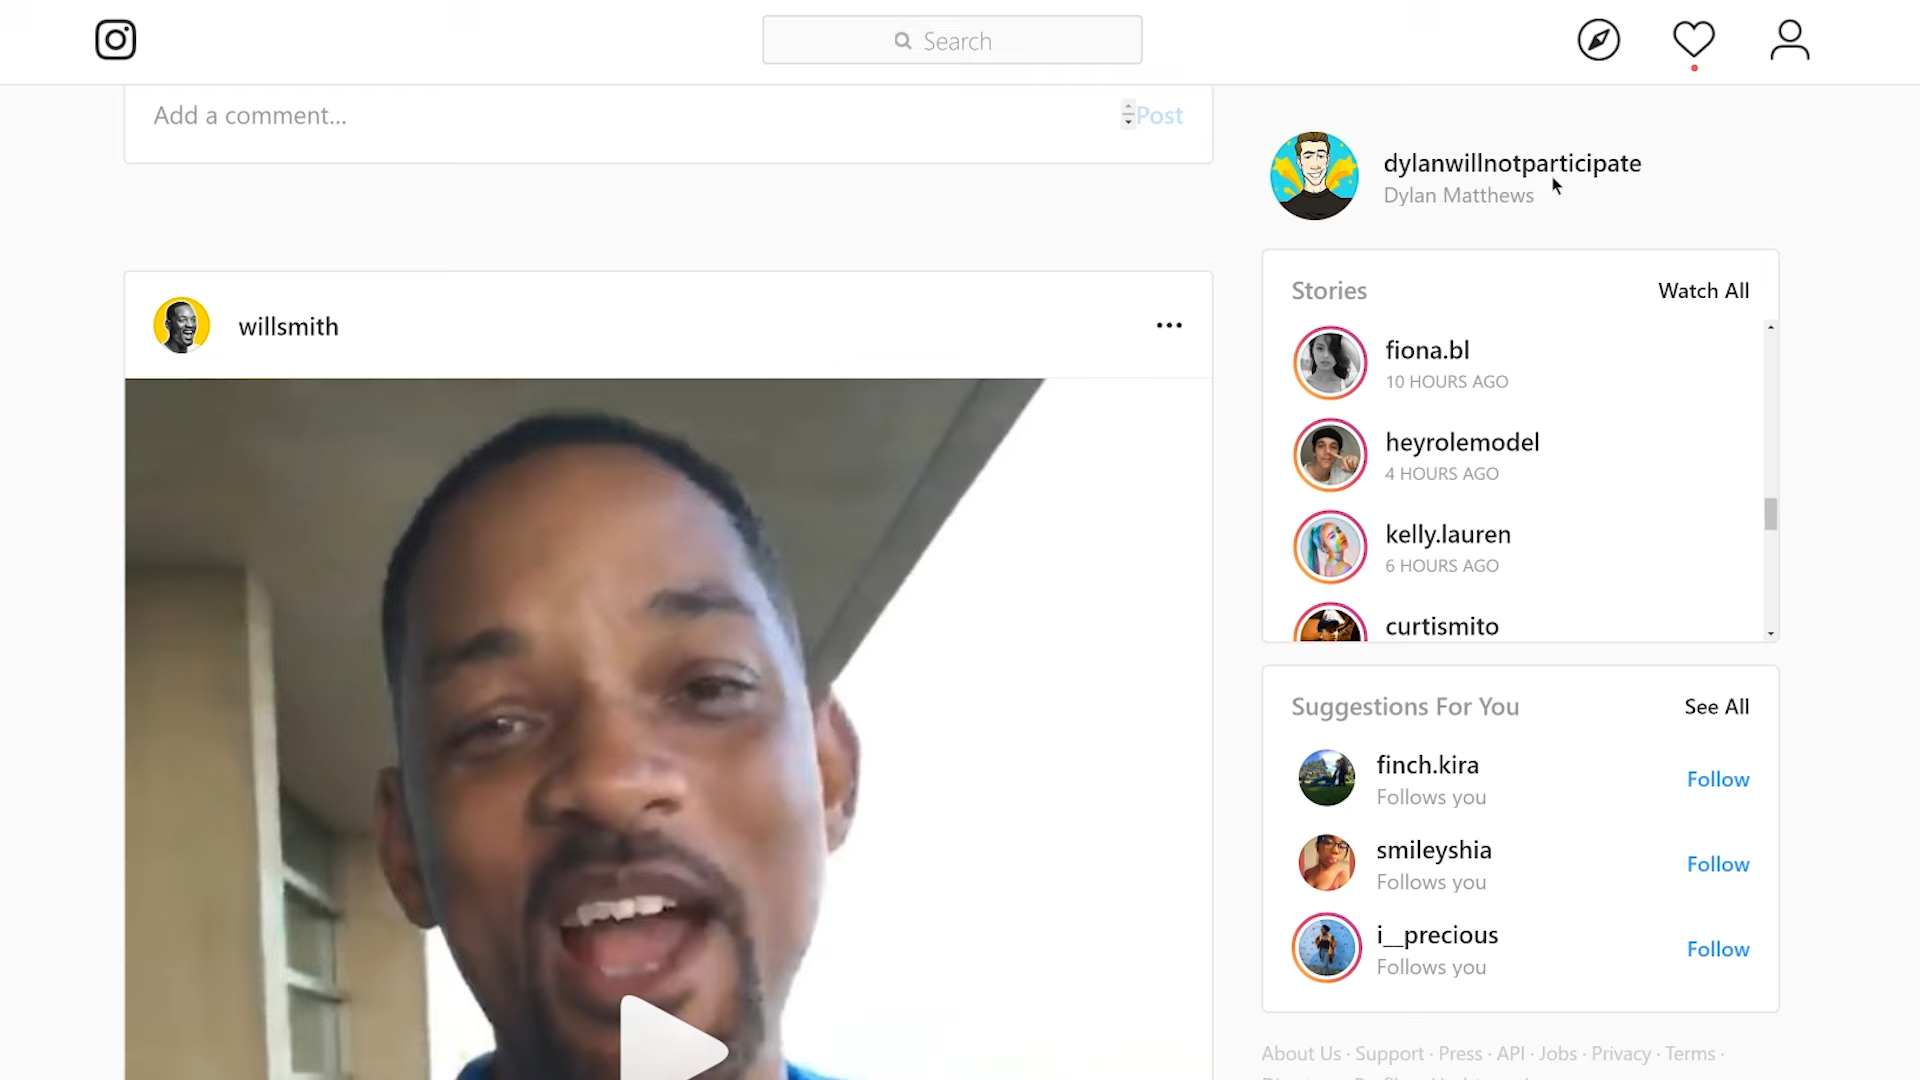 Search
Add a comment...
Post
dylanwillnotparticipate
Dylan Matthews
willsmith
Stories
Watch All
fiona.bl
10 HOURS AGO
heyrolemodel
4 HOURS AGO
kelly.lauren
6 HOURS AGO
curtismito
Suggestions For You
See All
finch.kira
Follows you
Follow
smileyshia
Follows you
Follow
i__precious
Follows you
Follow
About Us · Support · Press · API · Jobs · Privacy · Terms ·